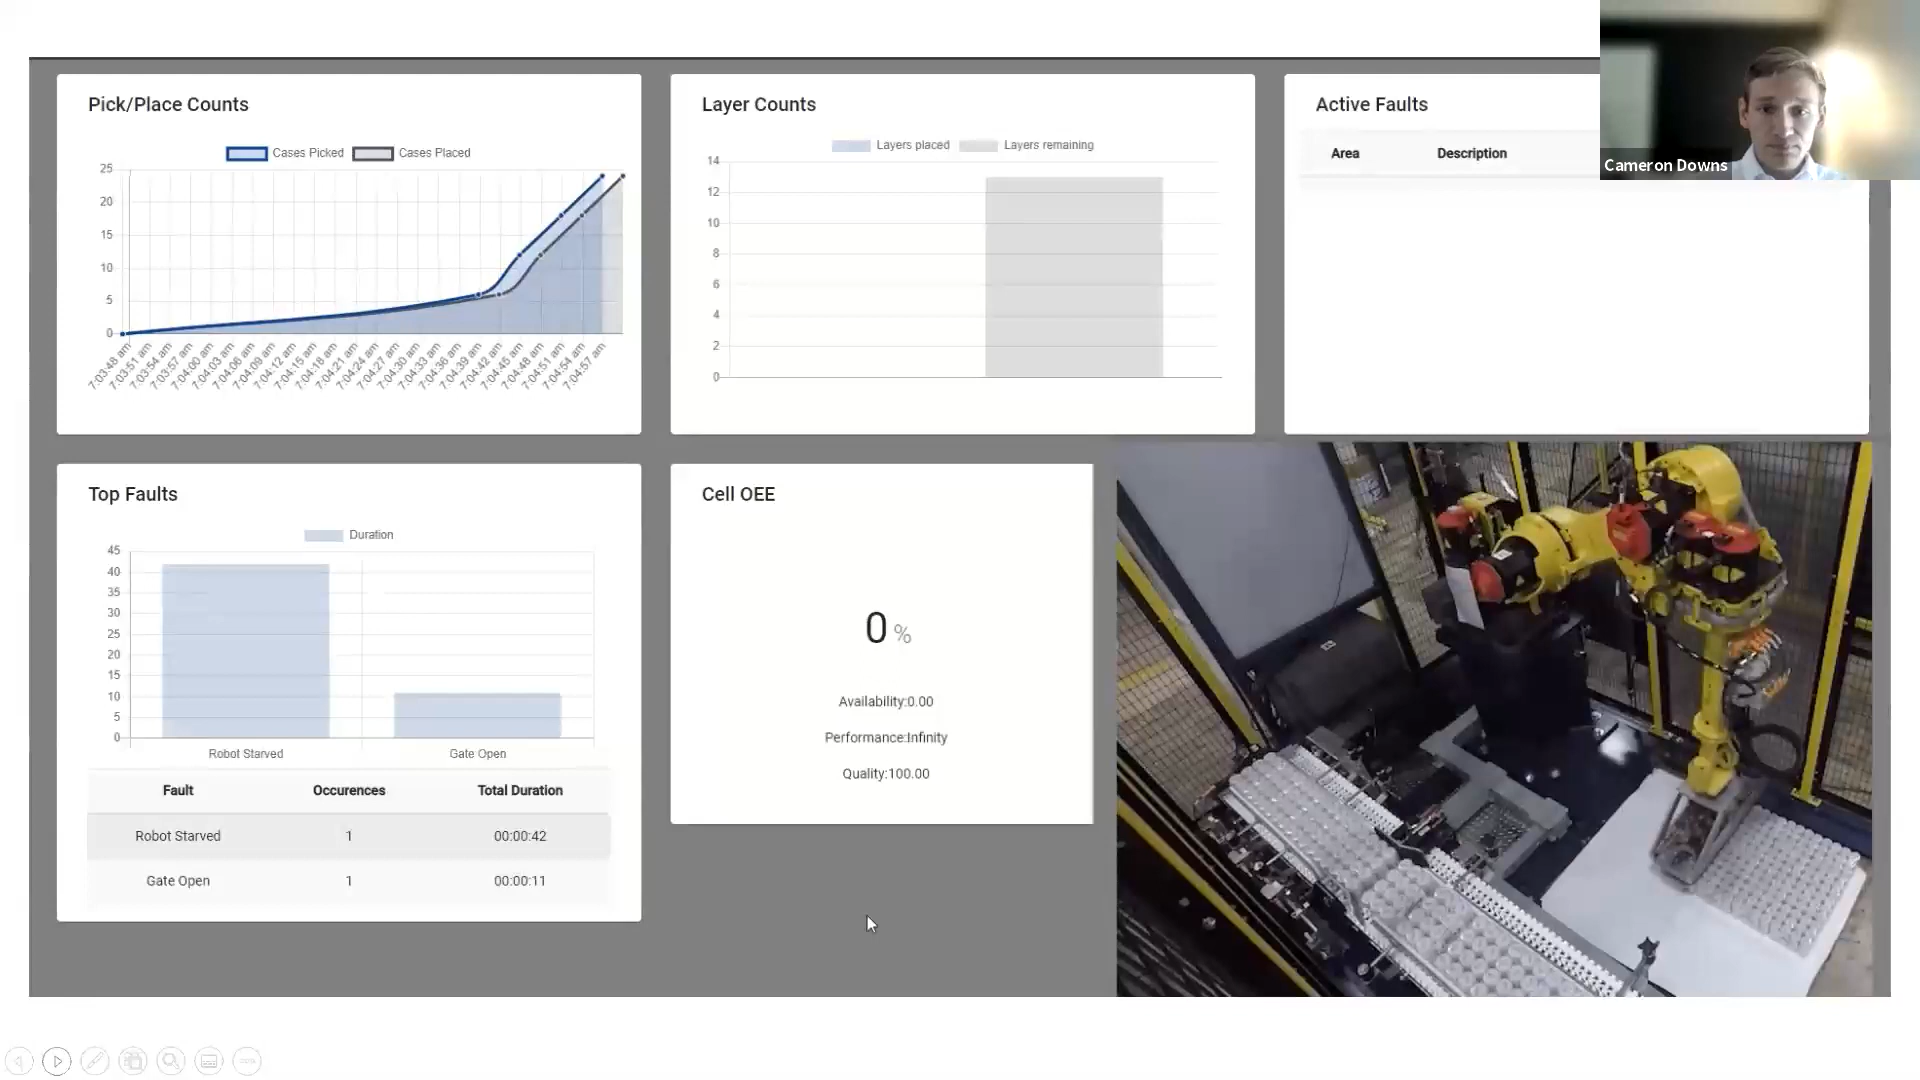 Pick/Place Counts
Cases Picked Cases Placed
25
20
15
10
5
0
7:03:48 am 7:03:51 am 7:03:54 am 7:03:57 am 7:04:00 am 7:04:03 am 7:04:06 am 7:04:09 am 7:04:12 am 7:04:15 am 7:04:18 am 7:04:21 am 7:04:24 am 7:04:27 am 7:04:30 am 7:04:33 am 7:04:36 am 7:04:39 am 7:04:42 am 7:04:45 am 7:04:48 am 7:04:51 am 7:04:54 am 7:04:57 am
Layer Counts
Layers placed Layers remaining
14
12
10
8
6
4
2
0
Active Faults
Area Description
Cameron Downs
Top Faults
Duration
45
40
35
30
25
20
15
10
5
0
Robot Starved Gate Open
Fault Occurences Total Duration
Robot Starved 1 00:00:42
Gate Open 1 00:00:11
Cell OEE
0 %
Availability:0.00
Performance:Infinity
Quality:100.00